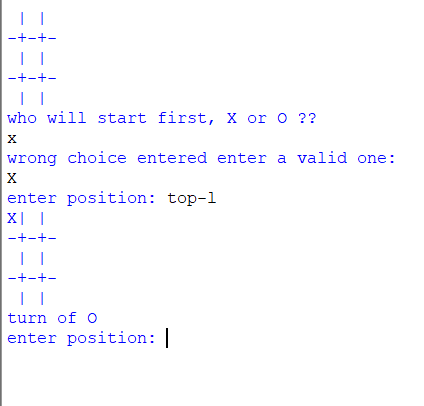 | |
-+-+-
 | |
-+-+-
 | |
who will start first, X or O ??
x
wrong choice entered enter a valid one:
X
enter position: top-l
X| |
-+-+-
 | |
-+-+-
 | |
turn of O
enter position: